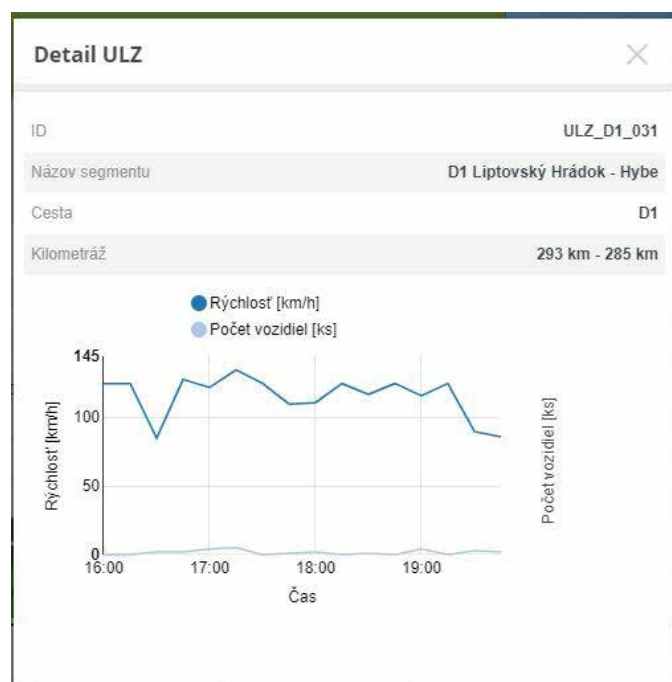 Detail ULZ
ID ULZ_D1_031
Názov segmentu D1 Liptovský Hrádok - Hybe
Cesta D1
Kilometráž 293 km - 285 km
Rýchlosť [km/h]
Počet vozidiel [ks]
145
100
50
0
Rýchlosť [km/h]
Počet vozidiel [ks]
16:00 17:00 18:00 19:00
Čas